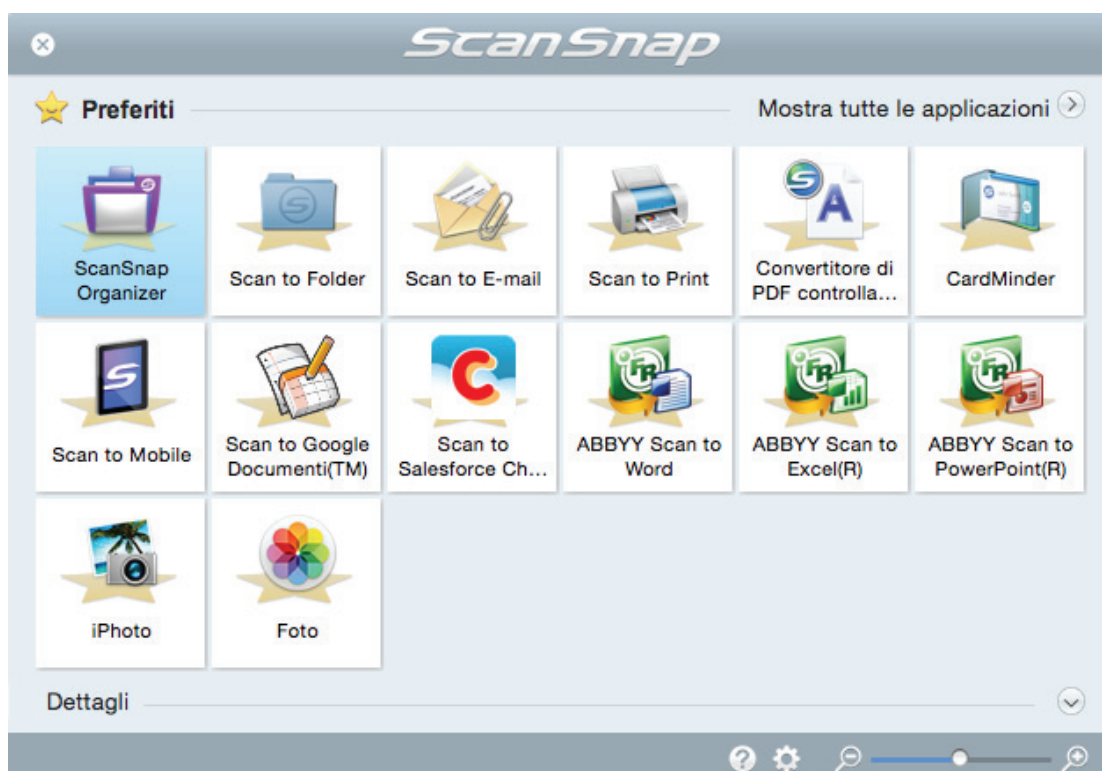 ScanSnap
Preferiti
Mostra tutte le applicazioni
ScanSnap
Organizer
Scan to Folder
Scan to E-mail
Scan to Print
Convertitore di
PDF controlla...
CardMinder
Scan to Mobile
Scan to Google
Documenti(TM)
Scan to
Salesforce Ch...
ABBYY Scan to
Word
ABBYY Scan to
Excel(R)
ABBYY Scan to
PowerPoint(R)
iPhoto
Foto
Dettagli